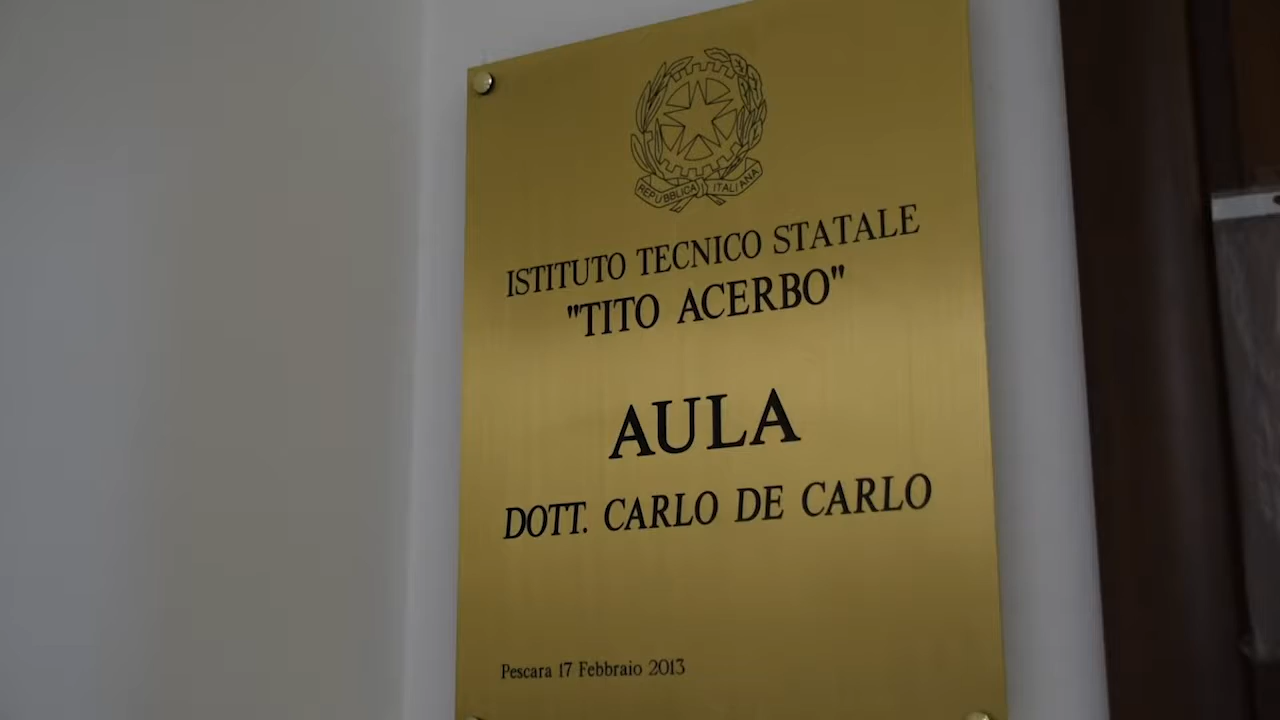 REPUBBLICA ITALIANA
ISTITUTO TECNICO STATALE
"TITO ACERBO"
AULA
DOTT. CARLO DE CARLO
Pescara 17 Febbraio 2013